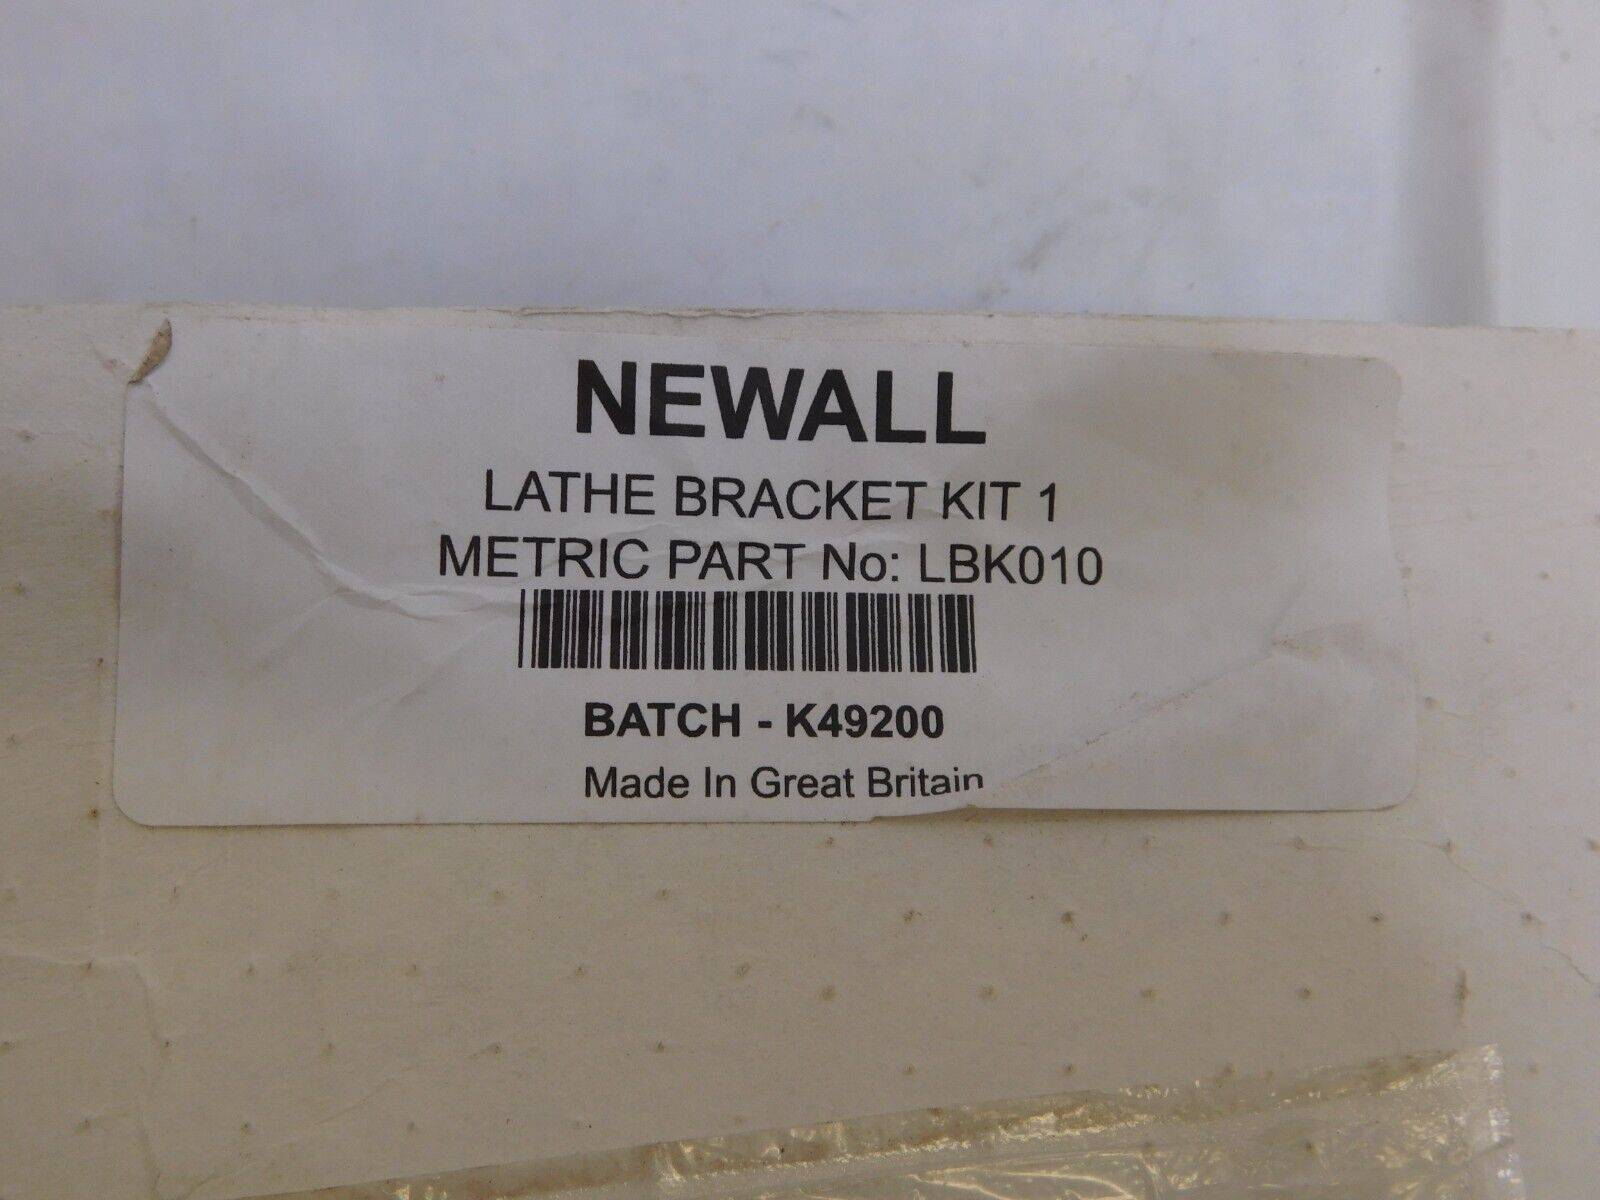 NEWALL
LATHE BRACKET KIT 1
METRIC PART No: LBK010
BATCH - K49200
Made In Great Britain